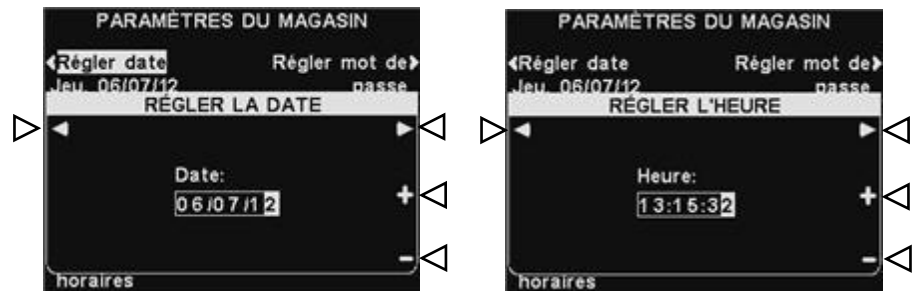 PARAMÈTRES DU MAGASIN
Régler date Régler mot de
Jeu. 06/07/12 passe
RÉGLER LA DATE
Date:
06/07/12
+
-
horaires
PARAMÈTRES DU MAGASIN
Régler date Régler mot de
Jeu. 06/07/12 passe
RÉGLER L'HEURE
Heure:
13:15:32
+
-
horaires